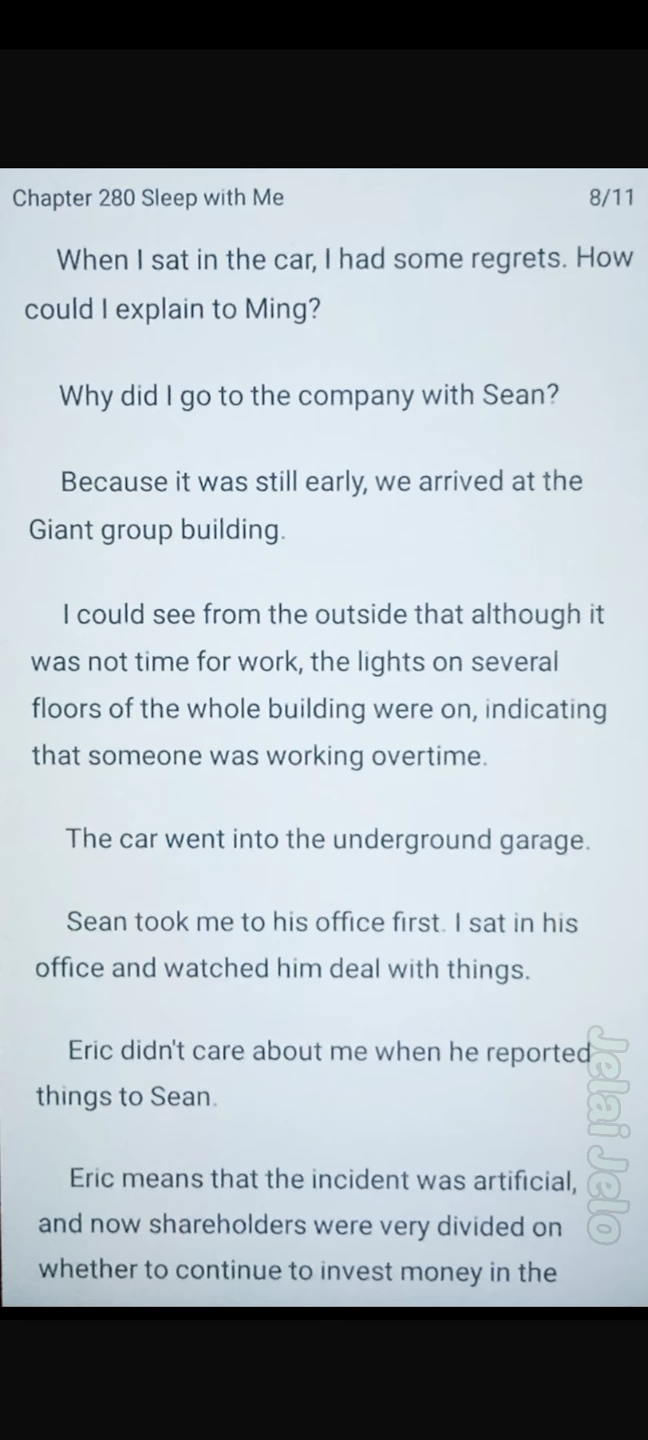 Chapter 280 Sleep with Me 8/11
When I sat in the car, I had some regrets. How
could I explain to Ming?
Why did I go to the company with Sean?
Because it was still early, we arrived at the
Giant group building.
I could see from the outside that although it
was not time for work, the lights on several
floors of the whole building were on, indicating
that someone was working overtime.
The car went into the underground garage.
Sean took me to his office first. I sat in his
office and watched him deal with things.
Eric didn't care about me when he reported
things to Sean.
Eric means that the incident was artificial,
and now shareholders were very divided on
whether to continue to invest money in the
Jelai Jelo